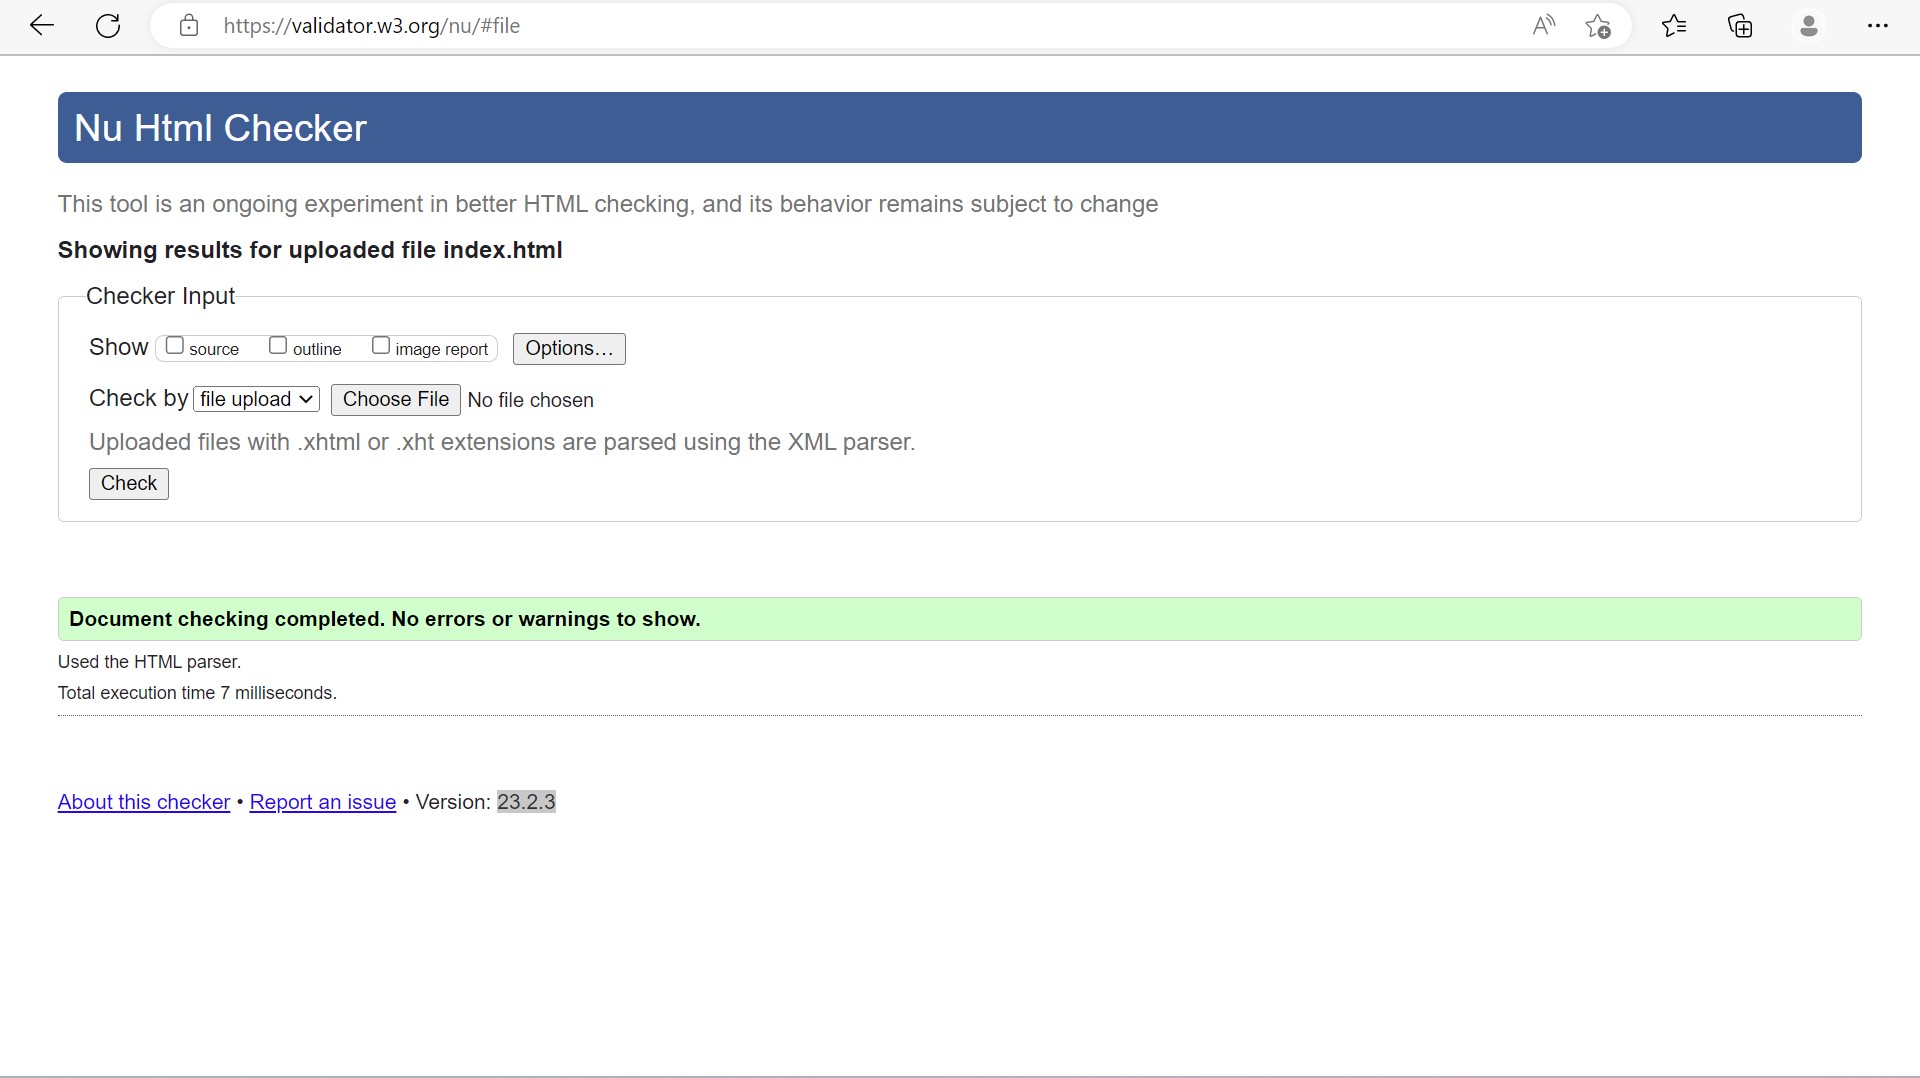 https://validator.w3.org/nu/#file
Nu Html Checker
This tool is an ongoing experiment in better HTML checking, and its behavior remains subject to change
Showing results for uploaded file index.html
Checker Input
Show source outline image report Options…
Check by file upload Choose File No file chosen
Uploaded files with .xhtml or .xht extensions are parsed using the XML parser.
Check
Document checking completed. No errors or warnings to show.
Used the HTML parser.
Total execution time 7 milliseconds.
About this checker • Report an issue • Version: 23.2.3